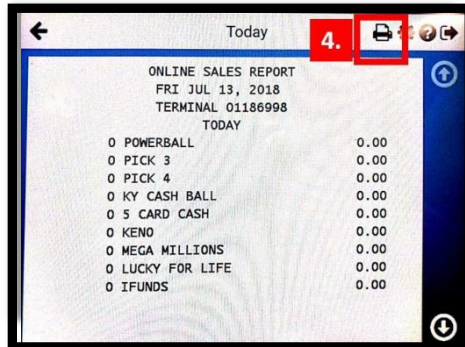 Today
4.
ONLINE SALES REPORT
FRI JUL 13, 2018
TERMINAL 01186998
TODAY
0 POWERBALL 0.00
0 PICK 3 0.00
0 PICK 4 0.00
0 KY CASH BALL 0.00
0 5 CARD CASH 0.00
0 KENO 0.00
0 MEGA MILLIONS 0.00
0 LUCKY FOR LIFE 0.00
0 IFUNDS 0.00